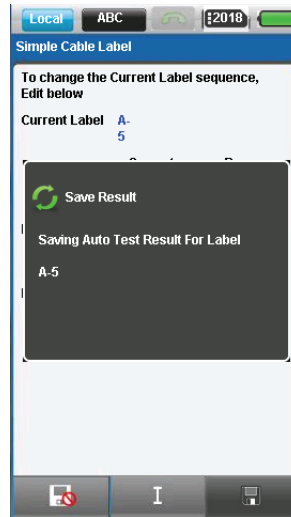 Local ABC 2018
Simple Cable Label
To change the Current Label sequence,
Edit below
Current Label A-
5
Save Result
Saving Auto Test Result For Label
A-5